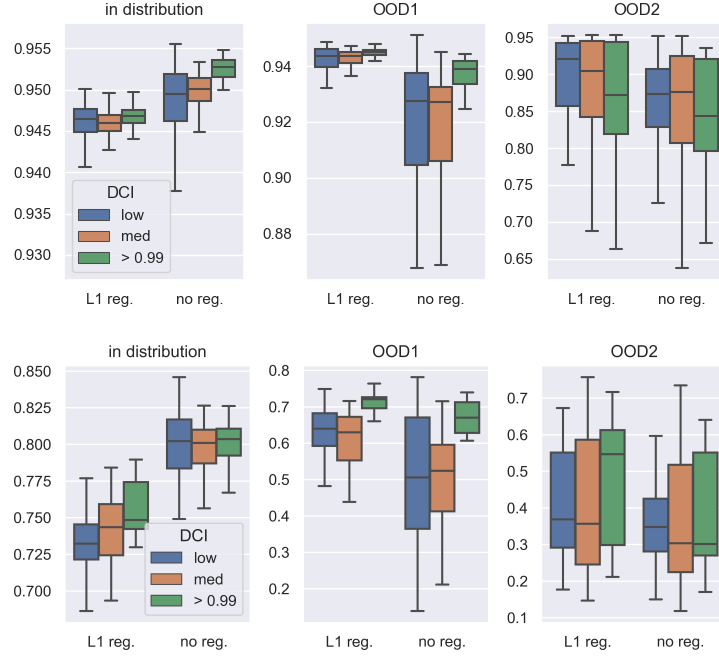 in distribution
0.955
0.950
0.945
0.940
0.935
0.930
DCI
low
med
> 0.99
L1 reg.
no reg.
OOD1
0.94
0.92
0.90
0.88
L1 reg.
no reg.
OOD2
0.95
0.90
0.85
0.80
0.75
0.70
0.65
L1 reg.
no reg.
in distribution
0.850
0.825
0.800
0.775
0.750
0.725
0.700
DCI
low
med
> 0.99
L1 reg.
no reg.
OOD1
0.8
0.7
0.6
0.5
0.4
0.3
0.2
L1 reg.
no reg.
OOD2
0.7
0.6
0.5
0.4
0.3
0.2
0.1
L1 reg.
no reg.